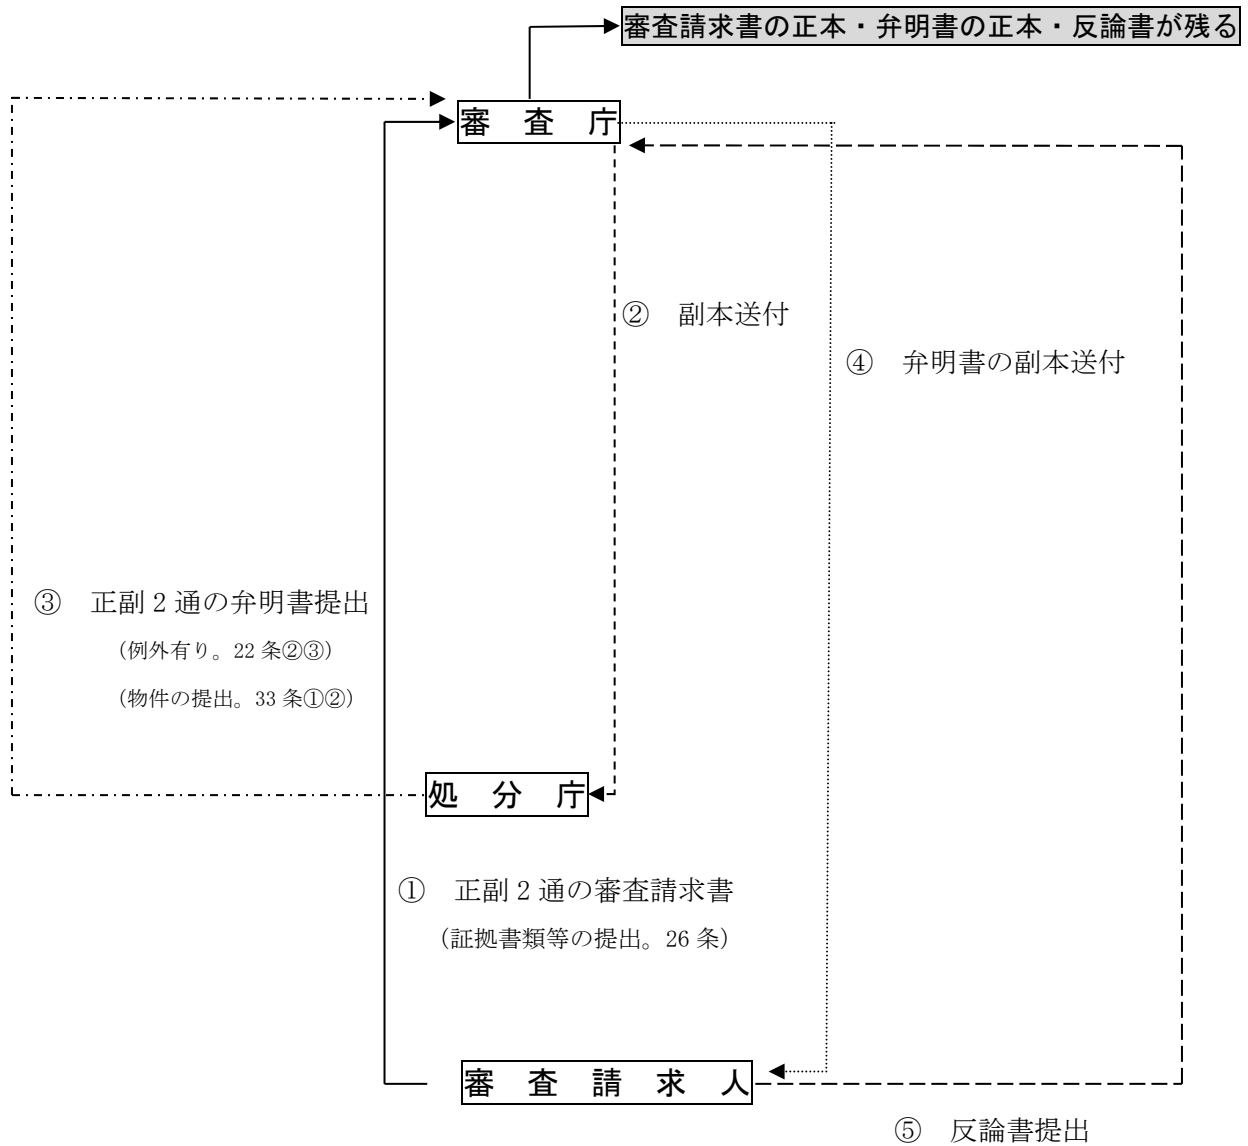 審査請求書の正本・弁明書の正本・反論書が残る
審　査　庁
②　副本送付
④　弁明書の副本送付
③　正副２通の弁明書提出
（例外有り。22 条②③）
（物件の提出。33 条①②）
処　分　庁
①　正副２通の審査請求書
（証拠書類等の提出。26 条）
審　査　請　求　人
⑤　反論書提出